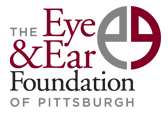 THE Eye
&Ear
Foundation
OF PITTSBURGH